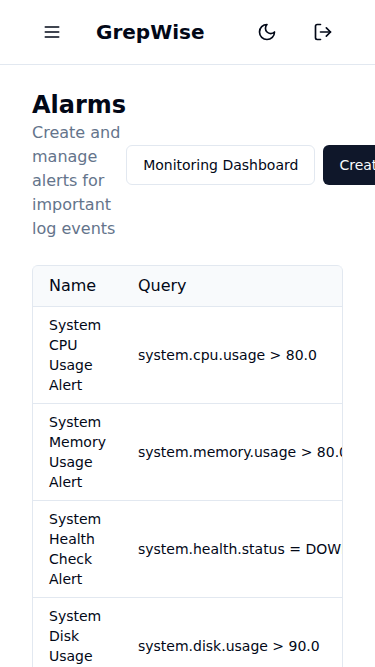 GrepWise
Alarms
Create and
manage
alerts for
important
log events
Monitoring Dashboard
Name Query
System
CPU
Usage
Alert
system.cpu.usage > 80.0
System
Memory
Usage
Alert
system.memory.usage > 80.0
System
Health
Check
Alert
system.health.status = DOW
System
Disk
Usage
system.disk.usage > 90.0